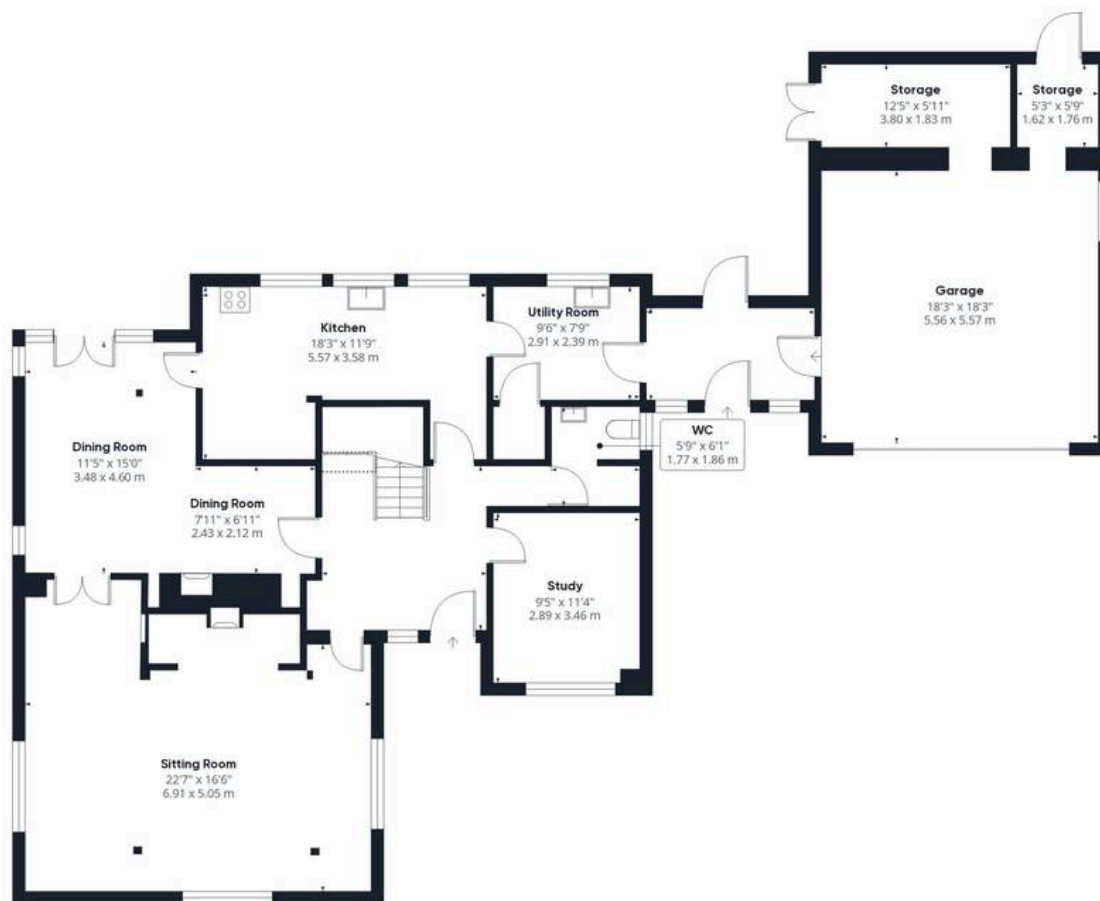 Storage
12'5" x 5'11"
3.80 x 1.83 m
Storage
5'3" x 5'9"
1.62 x 1.76 m
Garage
18'3" x 18'3"
5.56 x 5.57 m
Kitchen
18'3" x 11'9"
5.57 x 3.58 m
Utility Room
9'6" x 7'9"
2.91 x 2.39 m
WC
5'9" x 6'1"
1.77 x 1.86 m
Dining Room
11'5" x 15'0"
3.48 x 4.60 m
Dining Room
7'11" x 6'11"
2.43 x 2.12 m
Study
9'5" x 11'4"
2.89 x 3.46 m
Sitting Room
22'7" x 16'6"
6.91 x 5.05 m